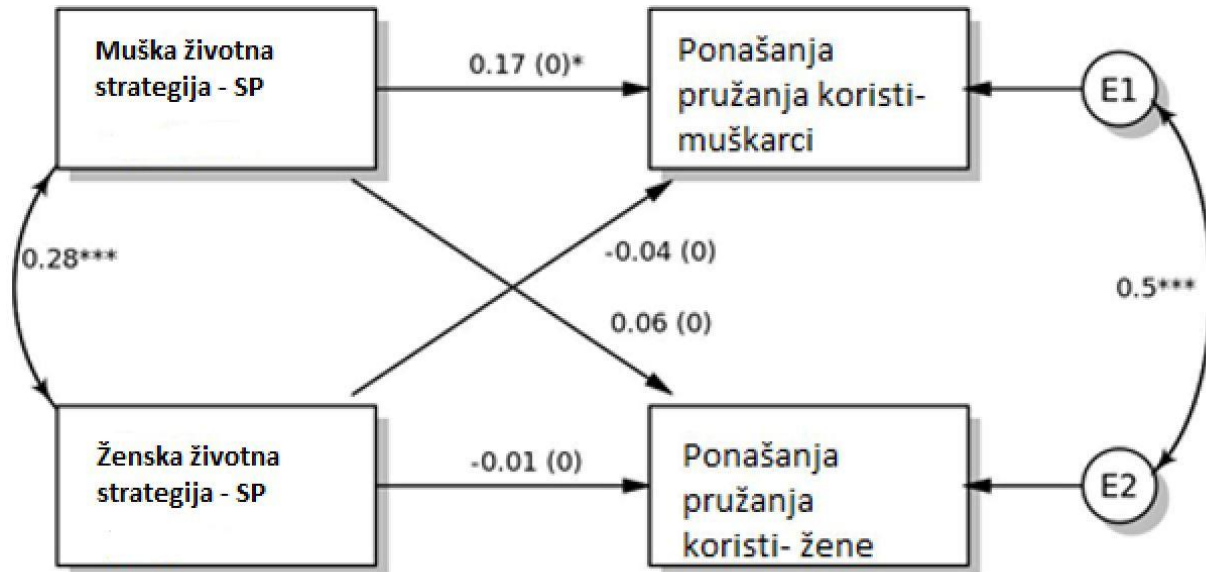 Muška životna
strategija - SP
0.17 (0)*
Ponašanja
pružanja koristi-
muškarci
E1
0.28***
-0.04 (0)
0.06 (0)
0.5***
Ženska životna
strategija - SP
-0.01 (0)
Ponašanja
pružanja
koristi- žene
E2